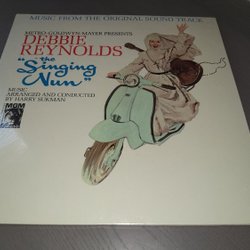 MUSIC FROM THE ORIGINAL SOUND TRACK
METRO-GOLDWYN-MAYER PRESENTS
DEBBIE
REYNOLDS
"the
Singing
Nun"
MUSIC
ARRANGED AND CONDUCTED
BY HARRY SUKMAN
MGM